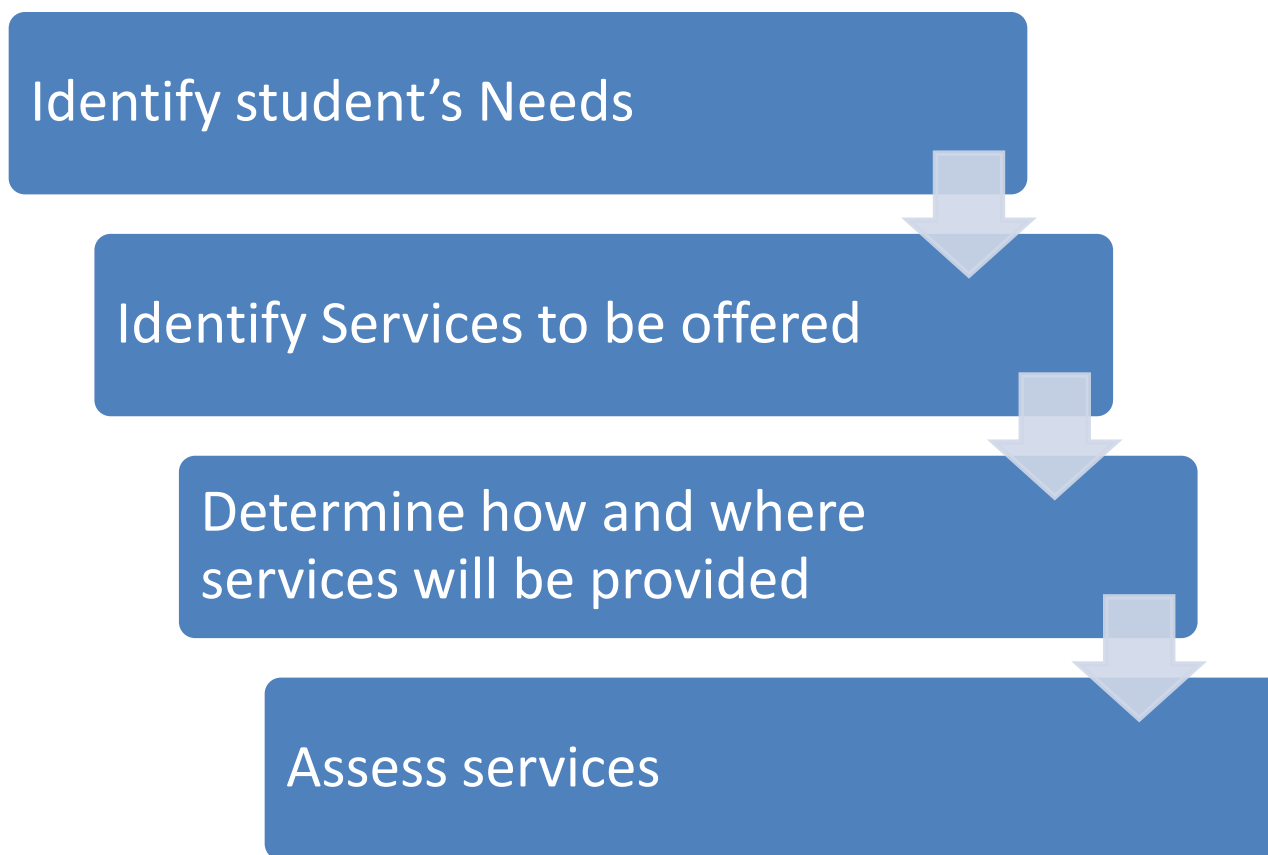 Identify student’s Needs
Identify Services to be offered
Determine how and where
services will be provided
Assess services